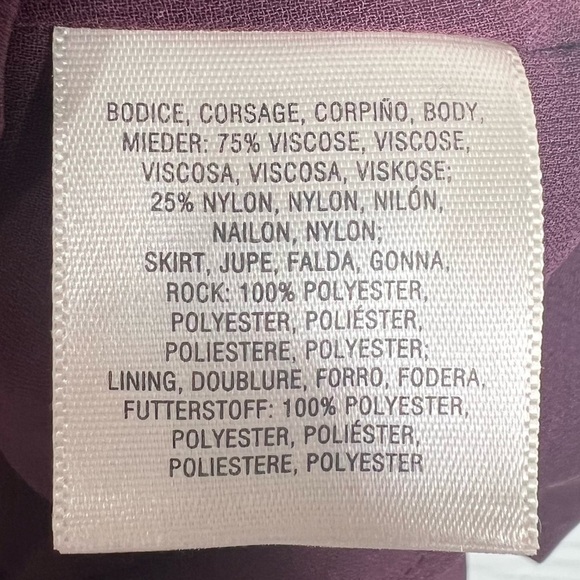 BODICE, CORSAGE, CORPIÑO, BODY,
MIEDER: 75% VISCOSE, VISCOSE,
VISCOSA, VISCOSA, VISKOSE;
25% NYLON, NYLON, NILÓN,
NAILON, NYLON;
SKIRT, JUPE, FALDA, GONNA,
ROCK: 100% POLYESTER,
POLYESTER, POLIÉSTER,
POLIESTERE, POLYESTER;
LINING, DOUBLURE, FORRO, FODERA,
FUTTERSTOFF: 100% POLYESTER,
POLYESTER, POLIÉSTER,
POLIESTERE, POLYESTER